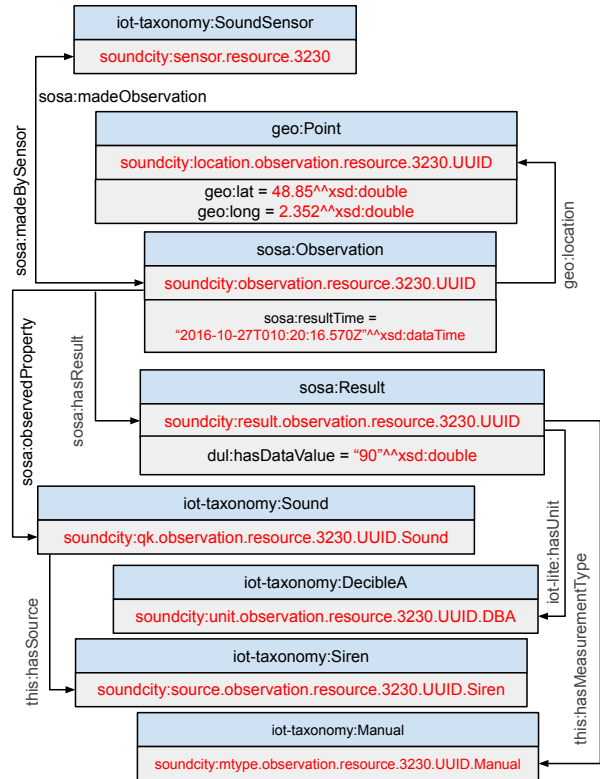 iot-taxonomy:SoundSensor
soundcity:sensor.resource.3230
sosa:madeObservation
sosa:madeBySensor
geo:Point
soundcity:location.observation.resource.3230.UUID
geo:lat = 48.85^^xsd:double
geo:long = 2.352^^xsd:double
geo:location
sosa:Observation
soundcity:observation.resource.3230.UUID
sosa:resultTime =
“2016-10-27T010:20:16.570Z”^^xsd:dataTime
sosa:observedProperty
sosa:hasResult
sosa:Result
soundcity:result.observation.resource.3230.UUID
dul:hasDataValue = “90”^^xsd:double
iot-taxonomy:Sound
soundcity:qk.observation.resource.3230.UUID.Sound
iot-lite:hasUnit
this:hasMeasurementType
iot-taxonomy:DecibleA
soundcity:unit.observation.resource.3230.UUID.DBA
this:hasSource
iot-taxonomy:Siren
soundcity:source.observation.resource.3230.UUID.Siren
iot-taxonomy:Manual
soundcity:mtype.observation.resource.3230.UUID.Manual